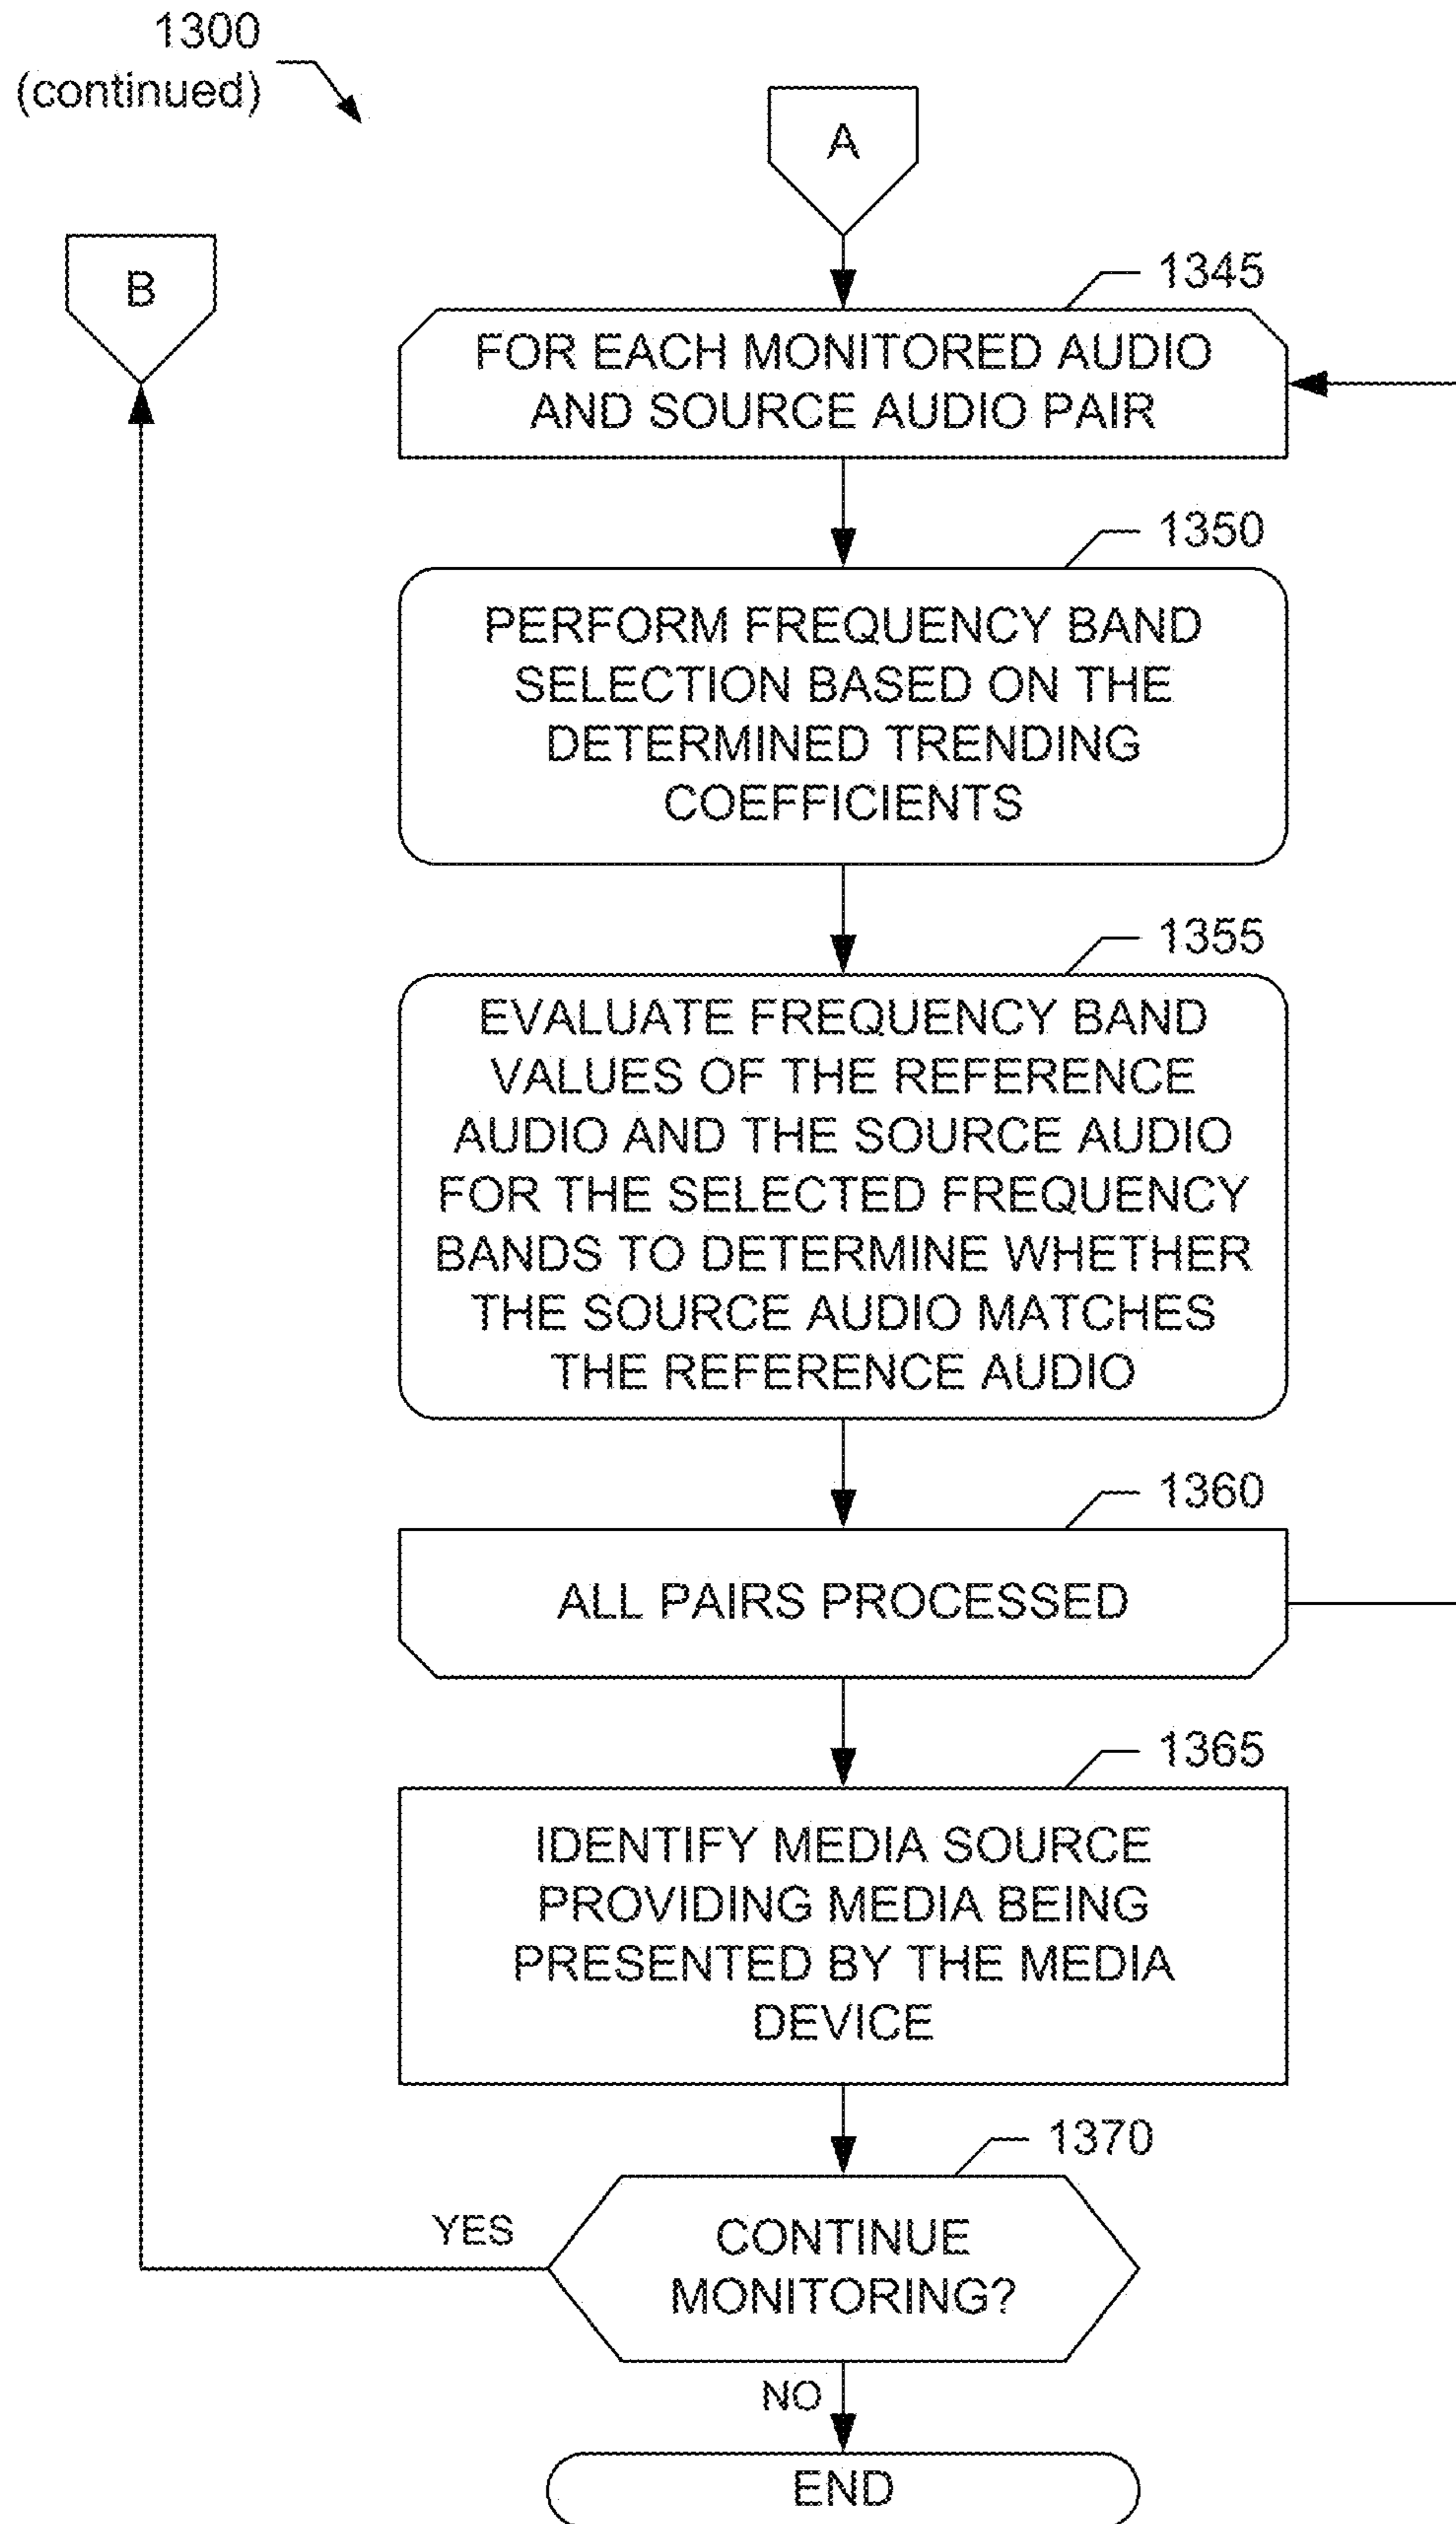 1300
(continued)
A
B
1345
FOR EACH MONITORED AUDIO
AND SOURCE AUDIO PAIR
1350
PERFORM FREQUENCY BAND
SELECTION BASED ON THE
DETERMINED TRENDING
COEFFICIENTS
1355
EVALUATE FREQUENCY BAND
VALUES OF THE REFERENCE
AUDIO AND THE SOURCE AUDIO
FOR THE SELECTED FREQUENCY
BANDS TO DETERMINE WHETHER
THE SOURCE AUDIO MATCHES
THE REFERENCE AUDIO
1360
ALL PAIRS PROCESSED
1365
IDENTIFY MEDIA SOURCE
PROVIDING MEDIA BEING
PRESENTED BY THE MEDIA
DEVICE
1370
YES
CONTINUE
MONITORING?
NO
END